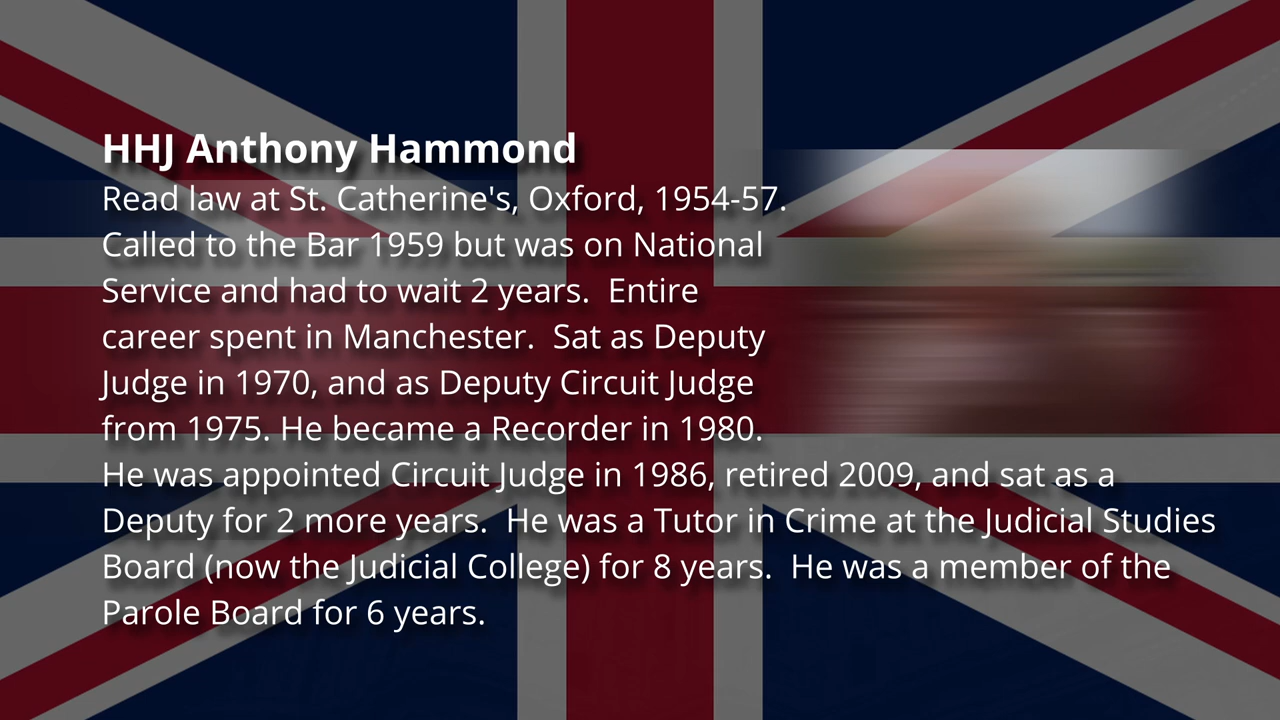 HHJ Anthony Hammond
Read law at St. Catherine's, Oxford, 1954-57.
Called to the Bar 1959 but was on National
Service and had to wait 2 years.  Entire
career spent in Manchester.  Sat as Deputy
Judge in 1970, and as Deputy Circuit Judge
from 1975. He became a Recorder in 1980.
He was appointed Circuit Judge in 1986, retired 2009, and sat as a
Deputy for 2 more years.  He was a Tutor in Crime at the Judicial Studies
Board (now the Judicial College) for 8 years.  He was a member of the
Parole Board for 6 years.